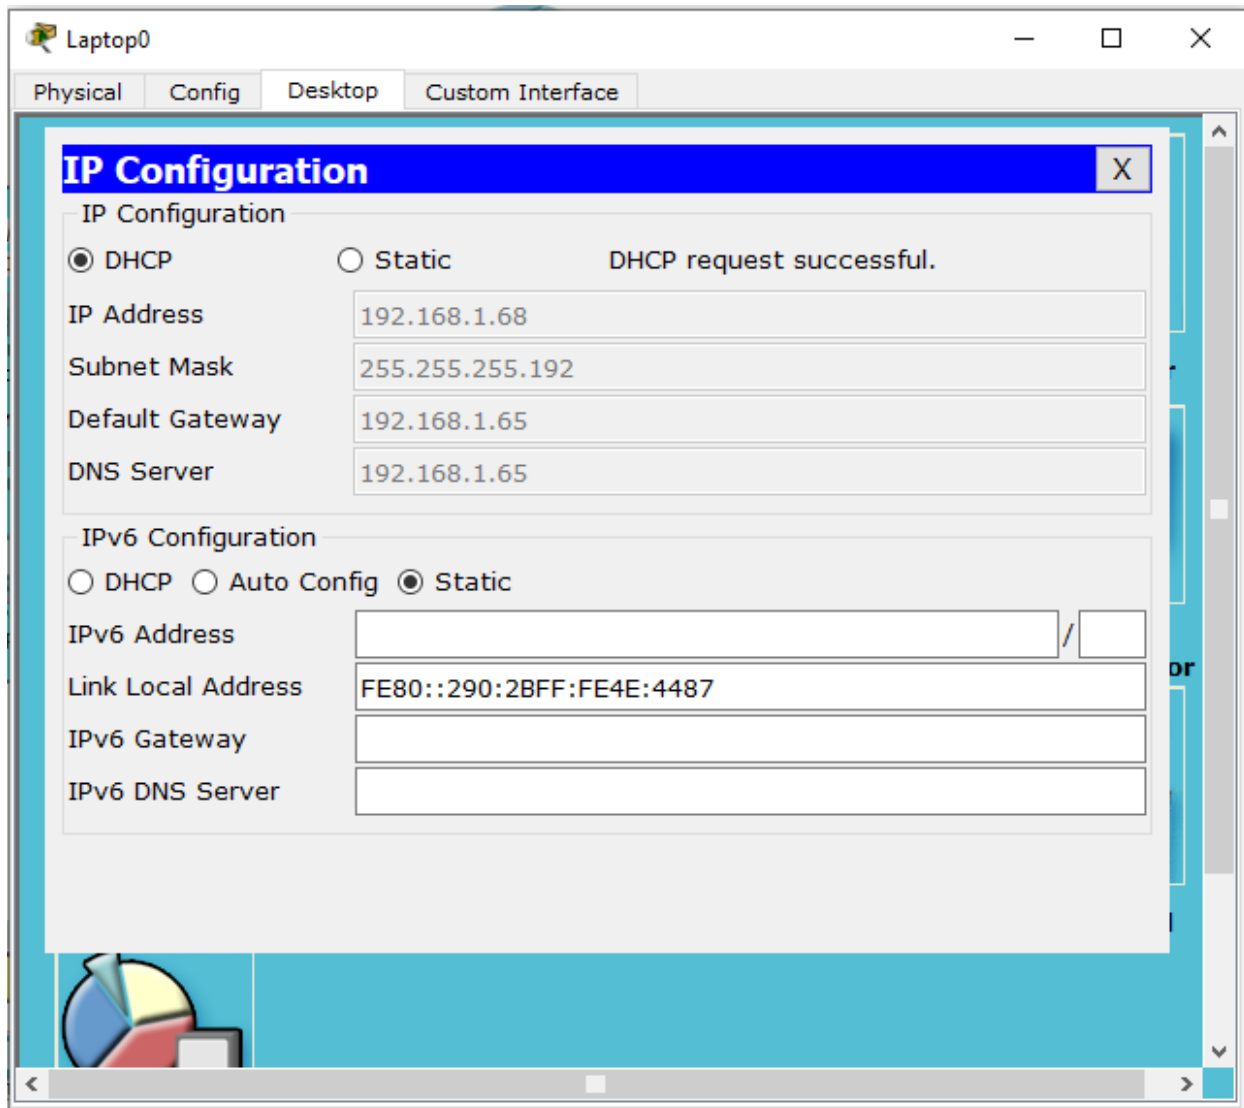 Laptop0
Physical Config Desktop Custom Interface
IP Configuration X
IP Configuration
DHCP Static DHCP request successful.
IP Address 192.168.1.68
Subnet Mask 255.255.255.192
Default Gateway 192.168.1.65
DNS Server 192.168.1.65
IPv6 Configuration
DHCP Auto Config Static
IPv6 Address /
Link Local Address FE80::290:2BFF:FE4E:4487
IPv6 Gateway
IPv6 DNS Server
or